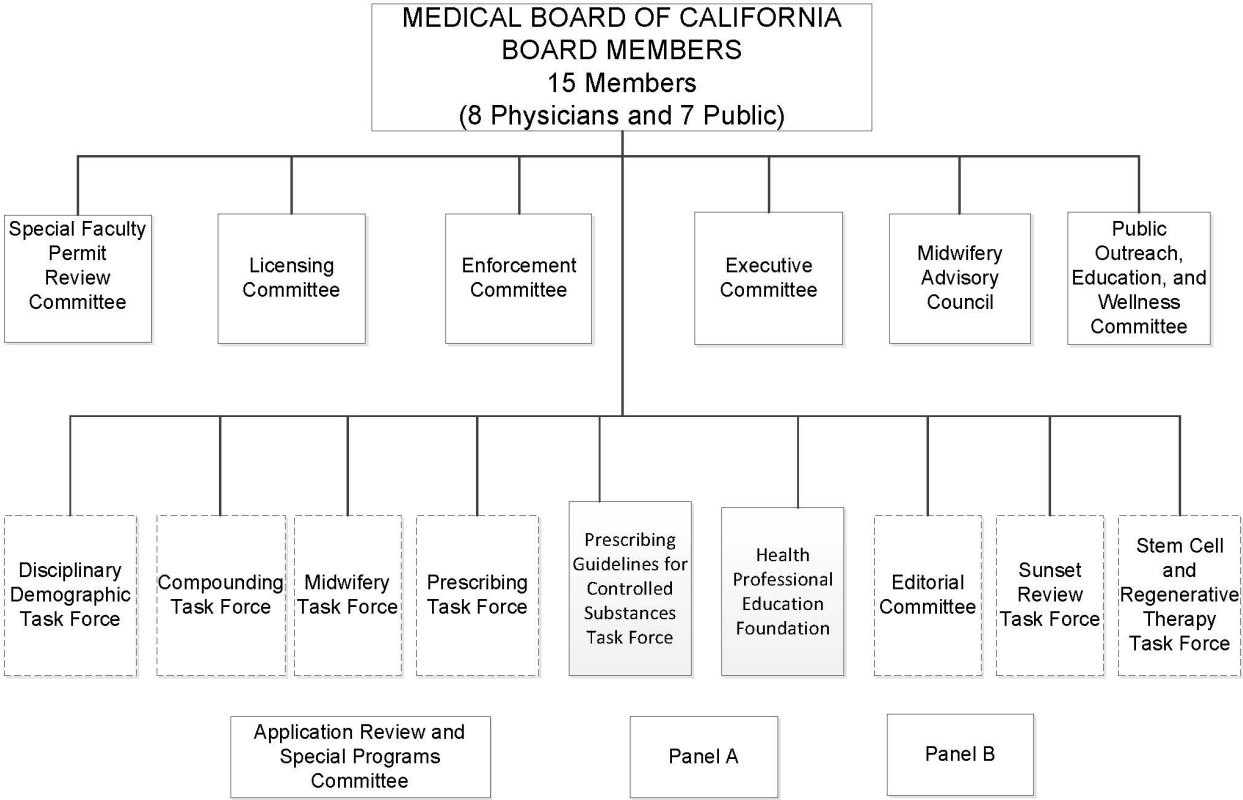 MEDICAL BOARD OF CALIFORNIA
BOARD MEMBERS
15 Members
(8 Physicians and 7 Public)
Special Faculty
Permit
Review
Committee
Licensing
Committee
Enforcement
Committee
Executive
Committee
Midwifery
Advisory
Council
Public
Outreach,
Education, and
Wellness
Committee
Disciplinary
Demographic
Task Force
Compounding
Task Force
Midwifery
Task Force
Prescribing
Task Force
Prescribing
Guidelines for
Controlled
Substances
Task Force
Health
Professional
Education
Foundation
Editorial
Committee
Sunset
Review
Task Force
Stem Cell
and
Regenerative
Therapy
Task Force
Application Review and
Special Programs
Committee
Panel A
Panel B